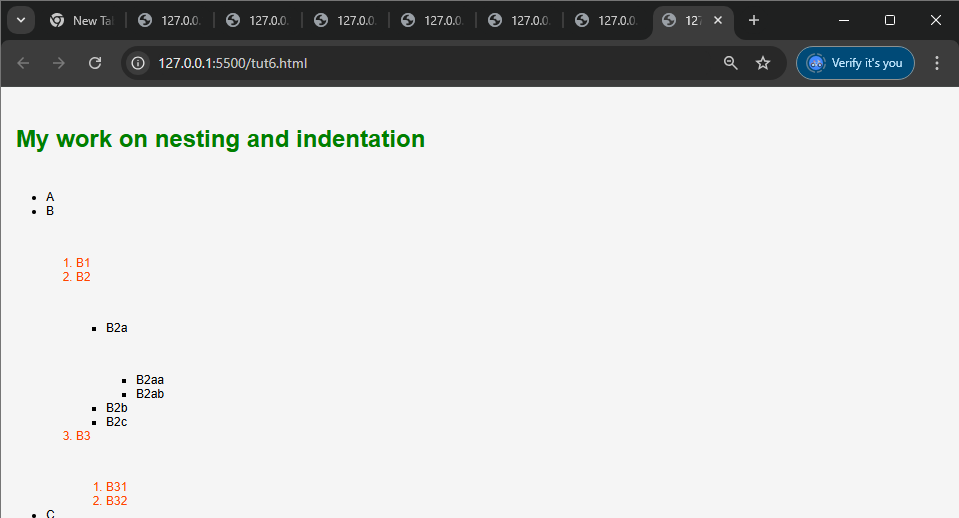 New Tal
127.0.0.
127.0.0.
127.0.0.
127.0.0.
127.0.0.
127.0.0.
127
127.0.0.1:5500/tut6.html
Verify it's you
My work on nesting and indentation
A
B
1. B1
2. B2
B2a
B2aa
B2ab
B2b
B2c
3. B3
1. B31
2. B32
C